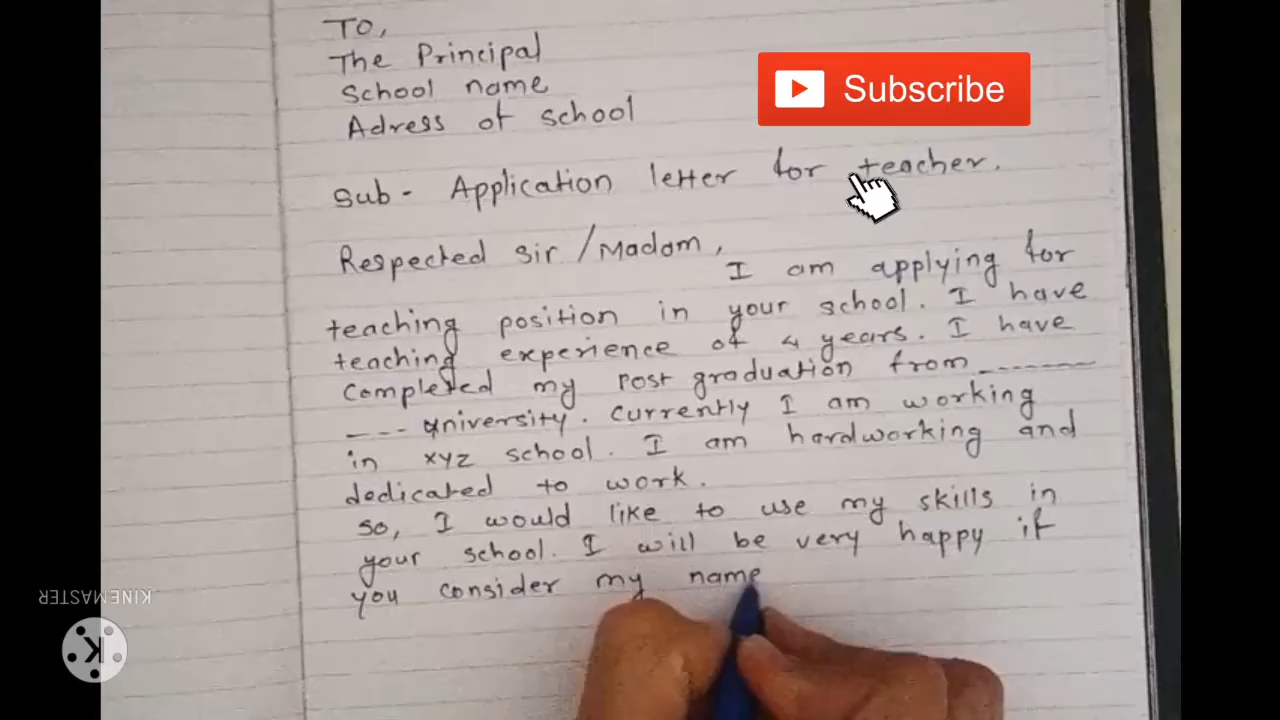 To,
The Principal
School name
Adress of school
Subscribe
Sub - Application letter for teacher.
Respected Sir/Madam,
I am applying for
teaching position in your school. I have
teaching experience of 4 years. I have
completed my post graduation from ------
---- university. Currently I am working
in xyz school. I am hardworking and
dedicated to work.
so, I would like to use my skills in
your school. I will be very happy if
you consider my name
KINEMASTER
K